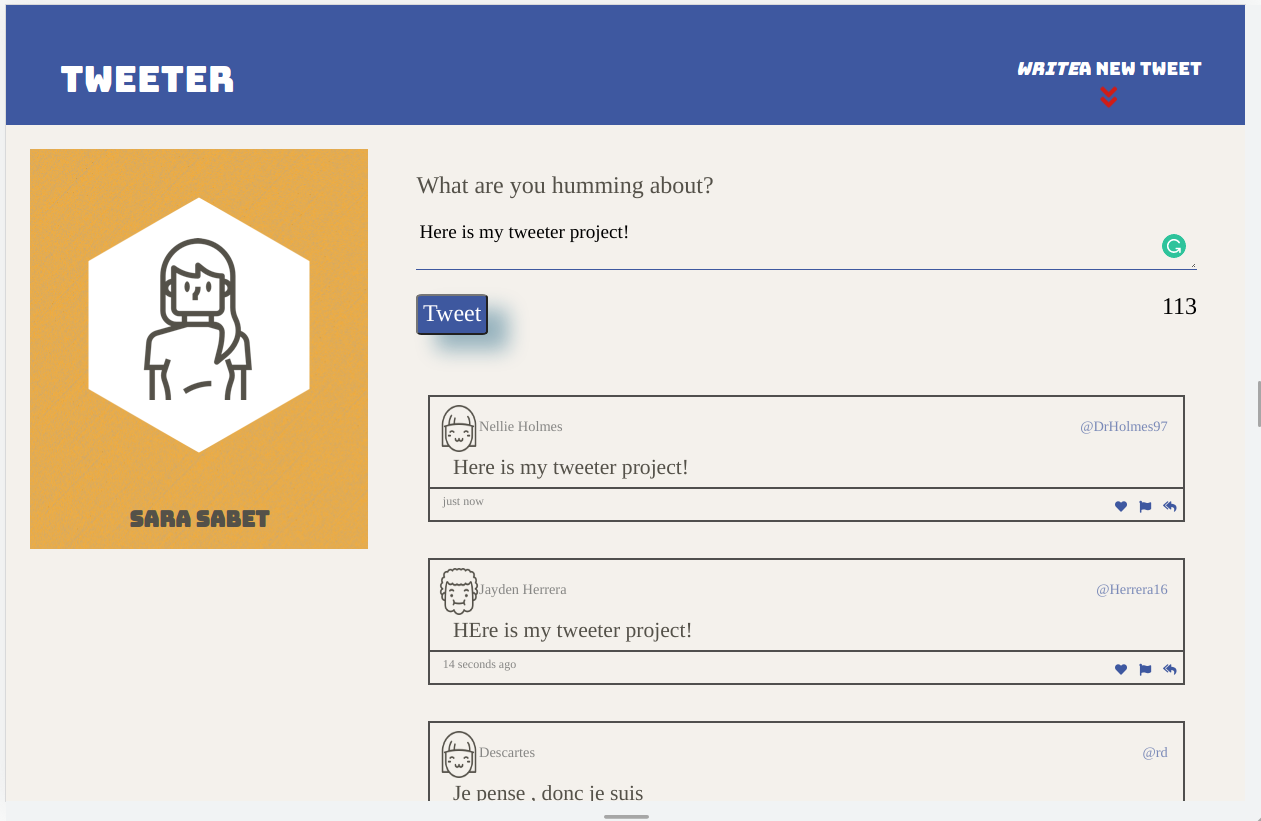 TWEETER
WRITEA NEW TWEET
SARA SABET
What are you humming about?
Here is my tweeter project!
Tweet
113
Nellie Holmes
@DrHolmes97
Here is my tweeter project!
just now
Jayden Herrera
@Herrera16
HEre is my tweeter project!
14 seconds ago
Descartes
@rd
Je pense , donc je suis